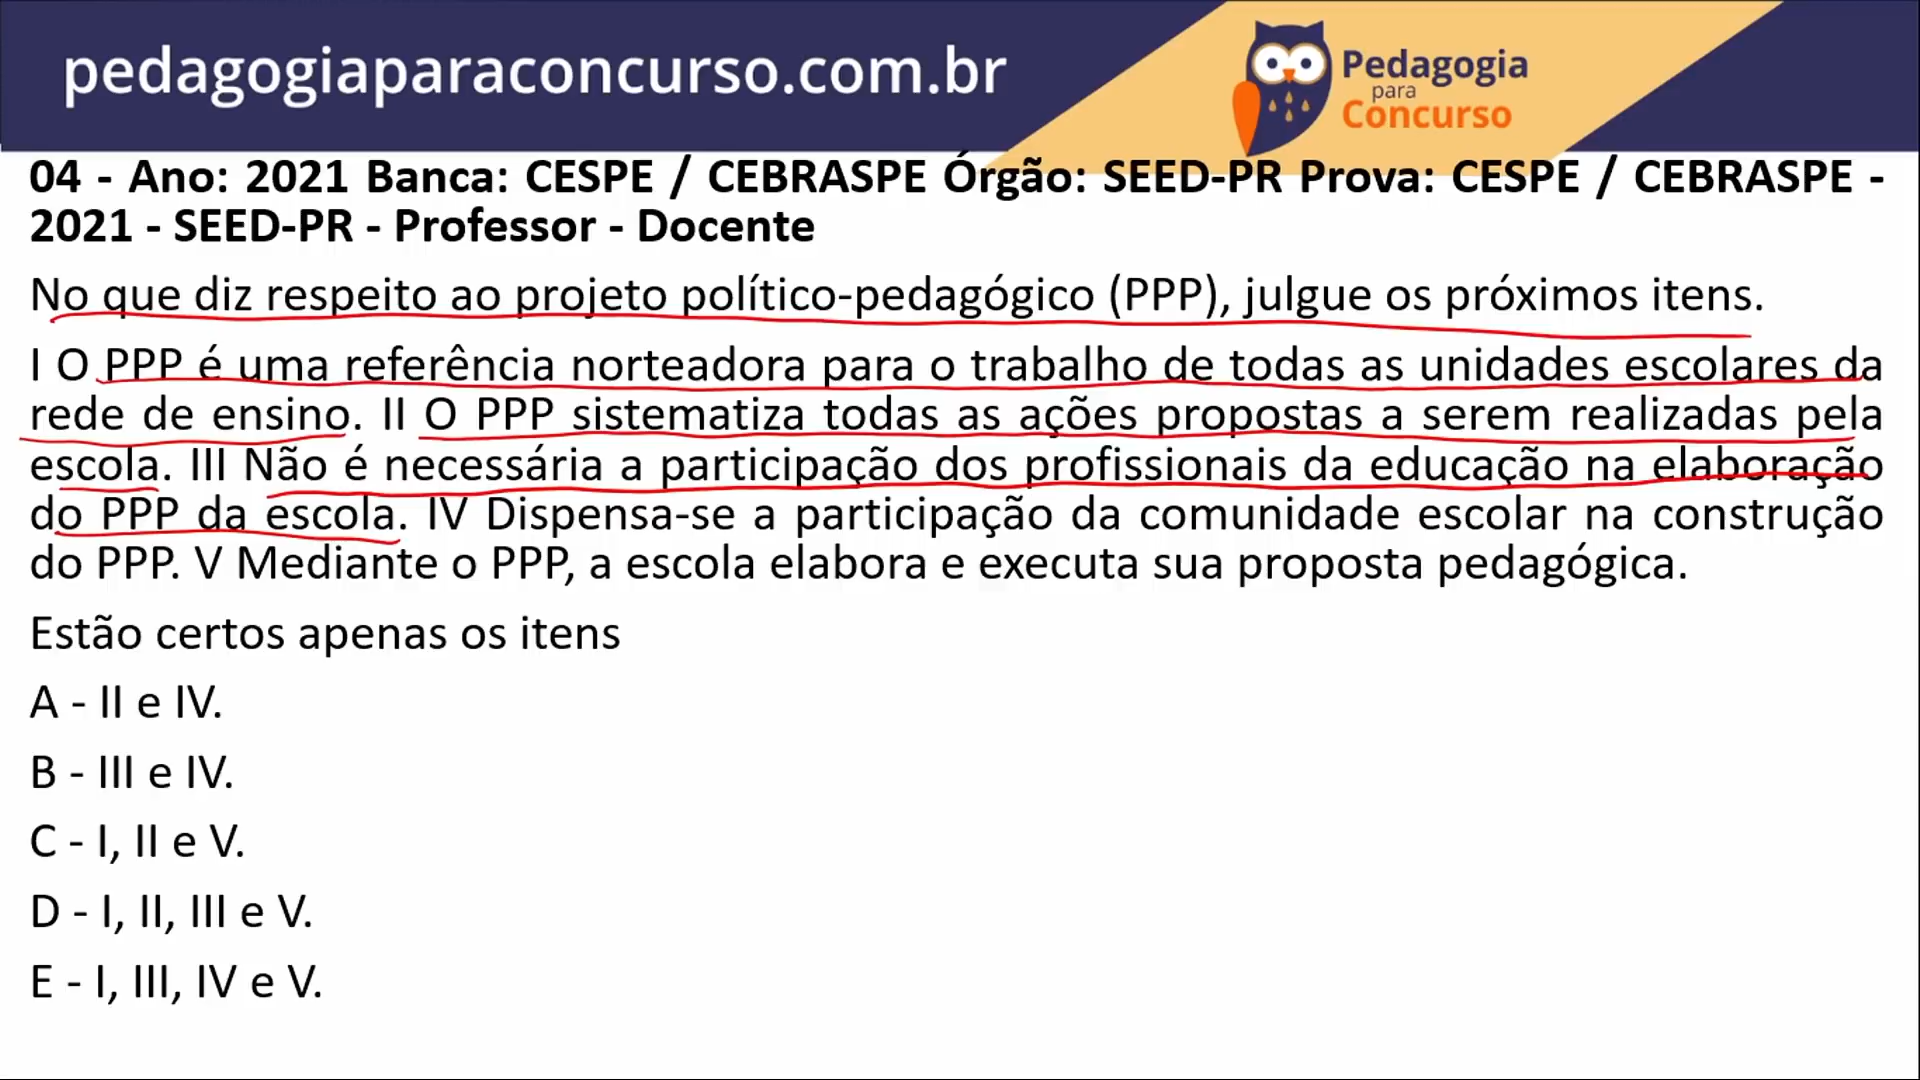 pedagogiaparaconcurso.com.br
Pedagogia
para
Concurso
04 - Ano: 2021 Banca: CESPE / CEBRASPE Órgão: SEED-PR Prova: CESPE / CEBRASPE -
2021 - SEED-PR - Professor - Docente
No que diz respeito ao projeto político-pedagógico (PPP), julgue os próximos itens.
I O PPP é uma referência norteadora para o trabalho de todas as unidades escolares da
rede de ensino. II O PPP sistematiza todas as ações propostas a serem realizadas pela
escola. III Não é necessária a participação dos profissionais da educação na elaboração
do PPP da escola. IV Dispensa-se a participação da comunidade escolar na construção
do PPP. V Mediante o PPP, a escola elabora e executa sua proposta pedagógica.
Estão certos apenas os itens
A - II e IV.
B - III e IV.
C - I, II e V.
D - I, II, III e V.
E - I, III, IV e V.